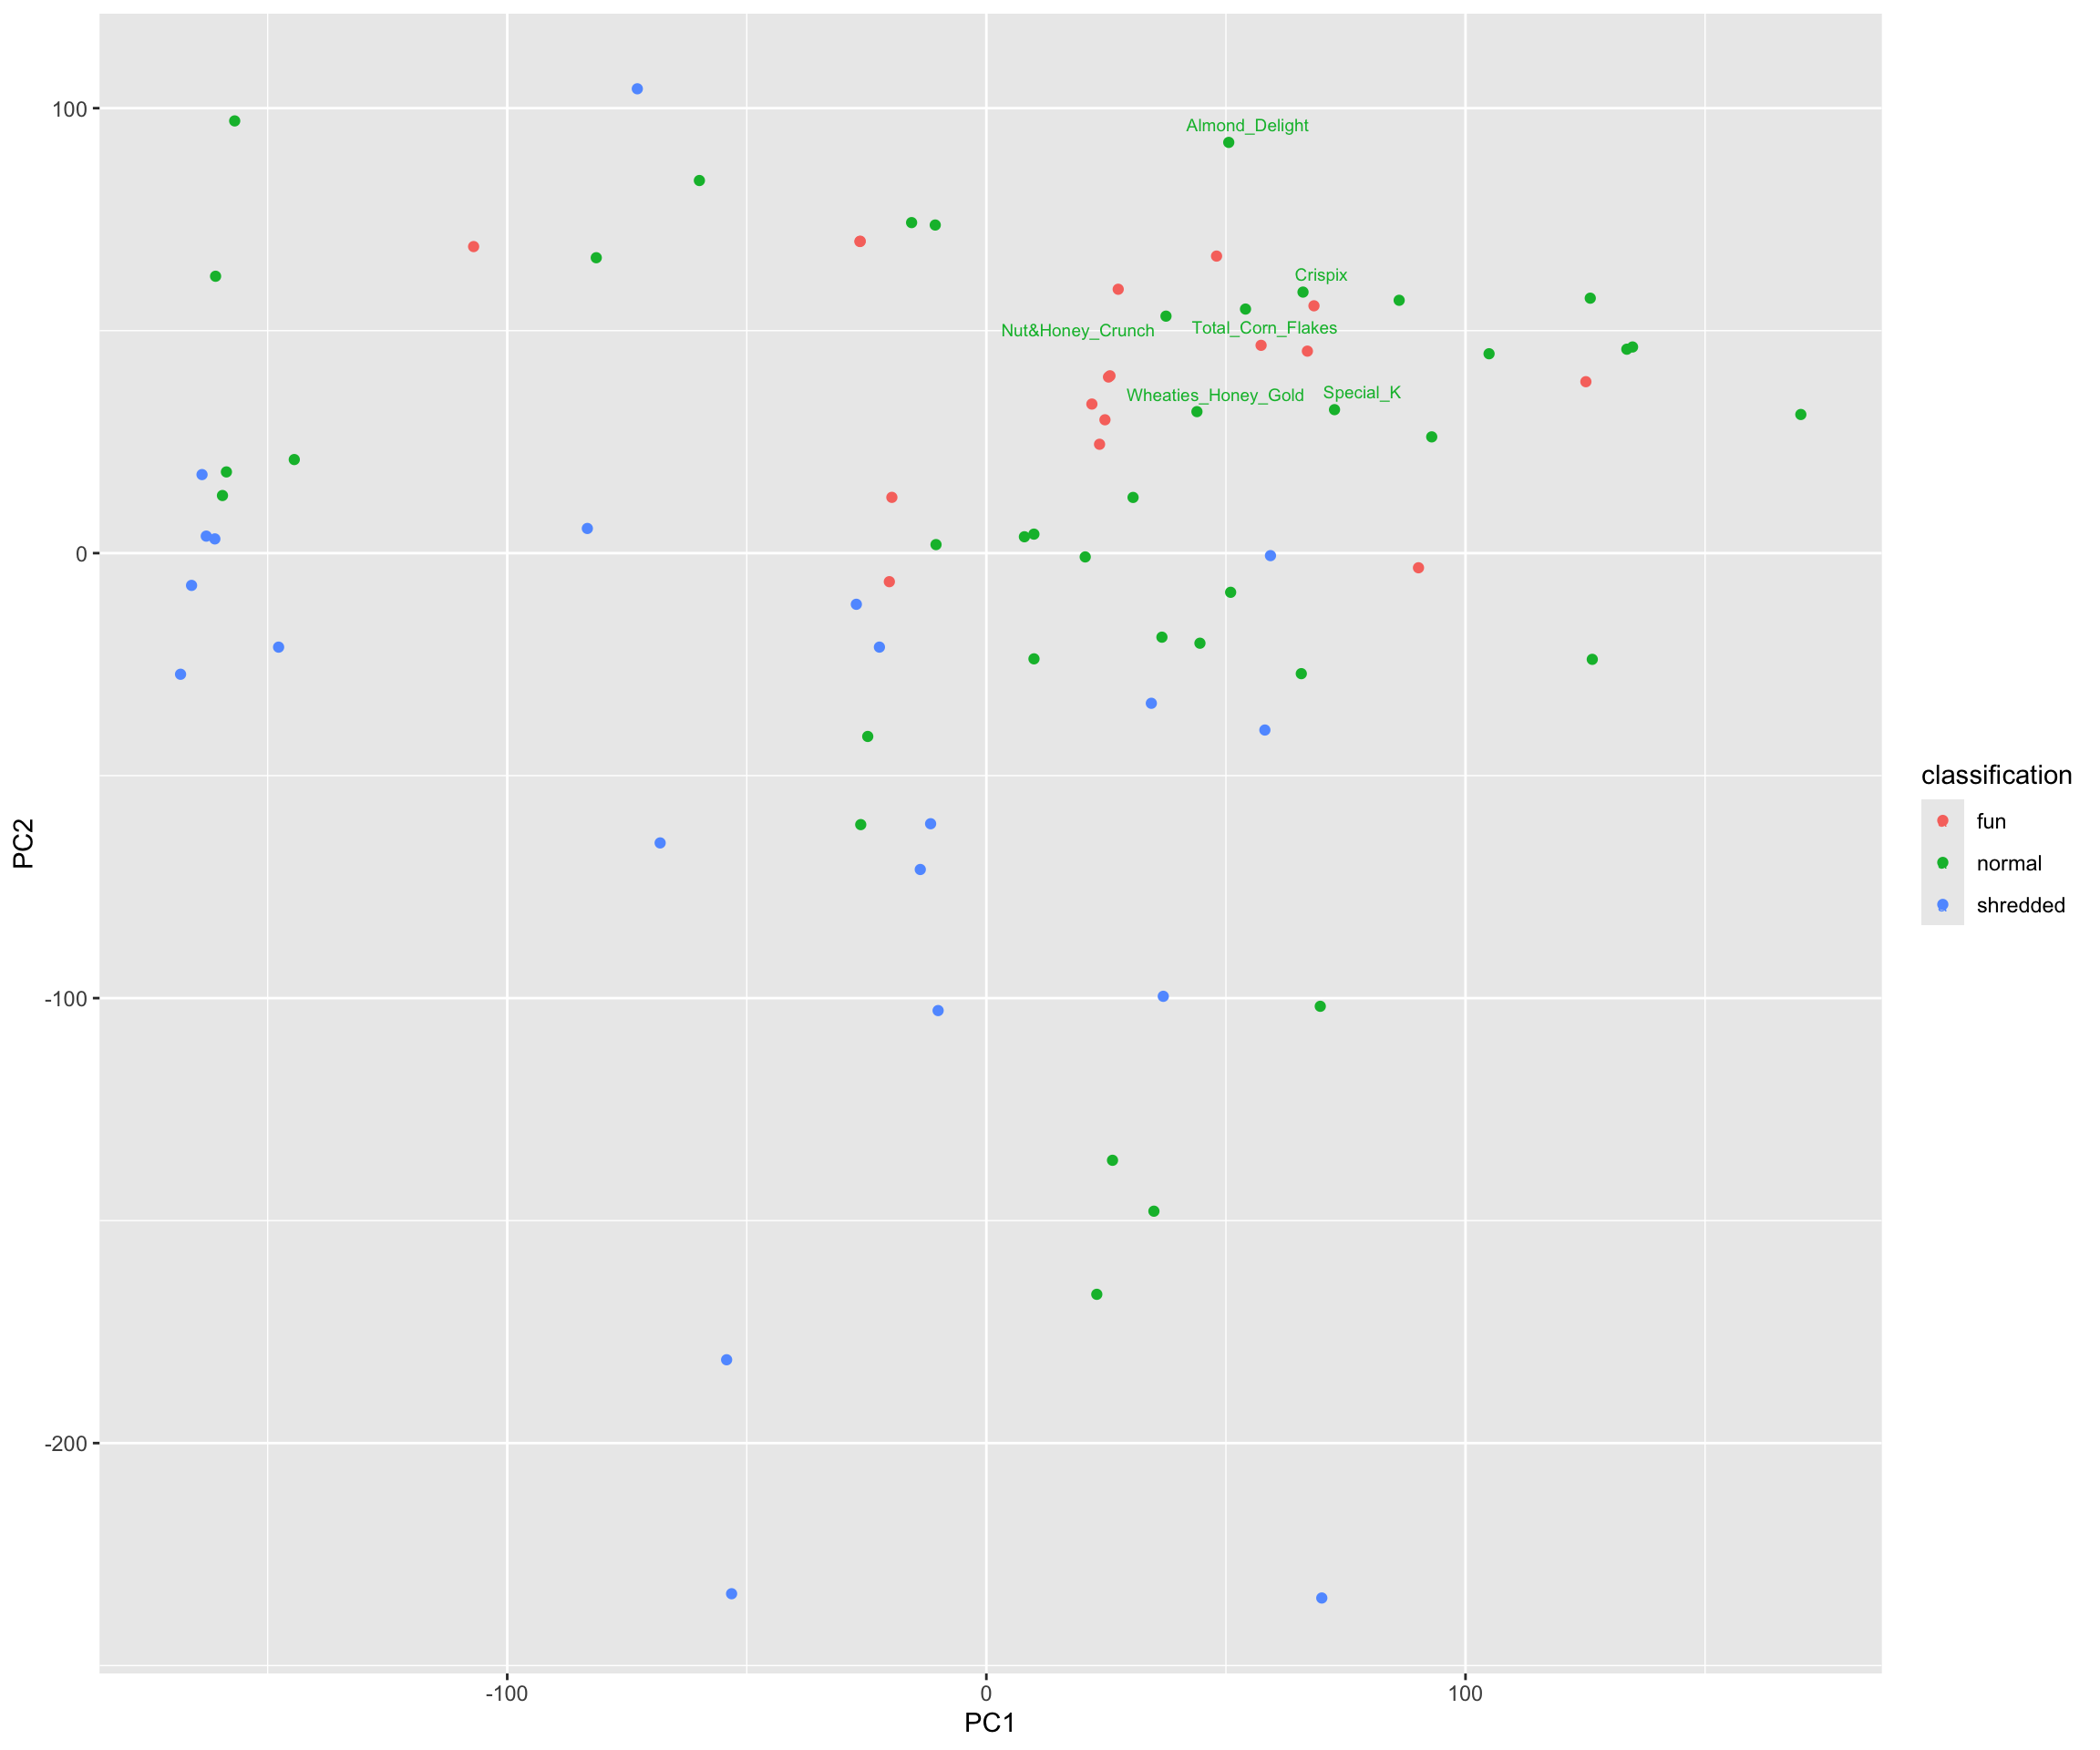 Almond_Delight
Crispix
Nut&Honey_Crunch
Total_Corn_Flakes
Wheaties_Honey_Gold
Special_K
100
0
-100
-200
PC2
-100
0
100
PC1
classification
fun
normal
shredded